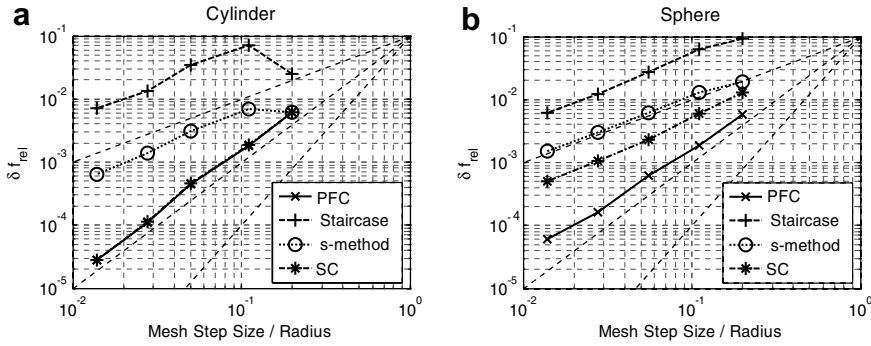 a
Cylinder
10^-1
10^-2
10^-3
10^-4
10^-5
δ f_rel
PFC
Staircase
s-method
SC
10^-2
10^-1
10^0
Mesh Step Size / Radius
b
Sphere
10^-1
10^-2
10^-3
10^-4
10^-5
δ f_rel
PFC
Staircase
s-method
SC
10^-2
10^-1
10^0
Mesh Step Size / Radius